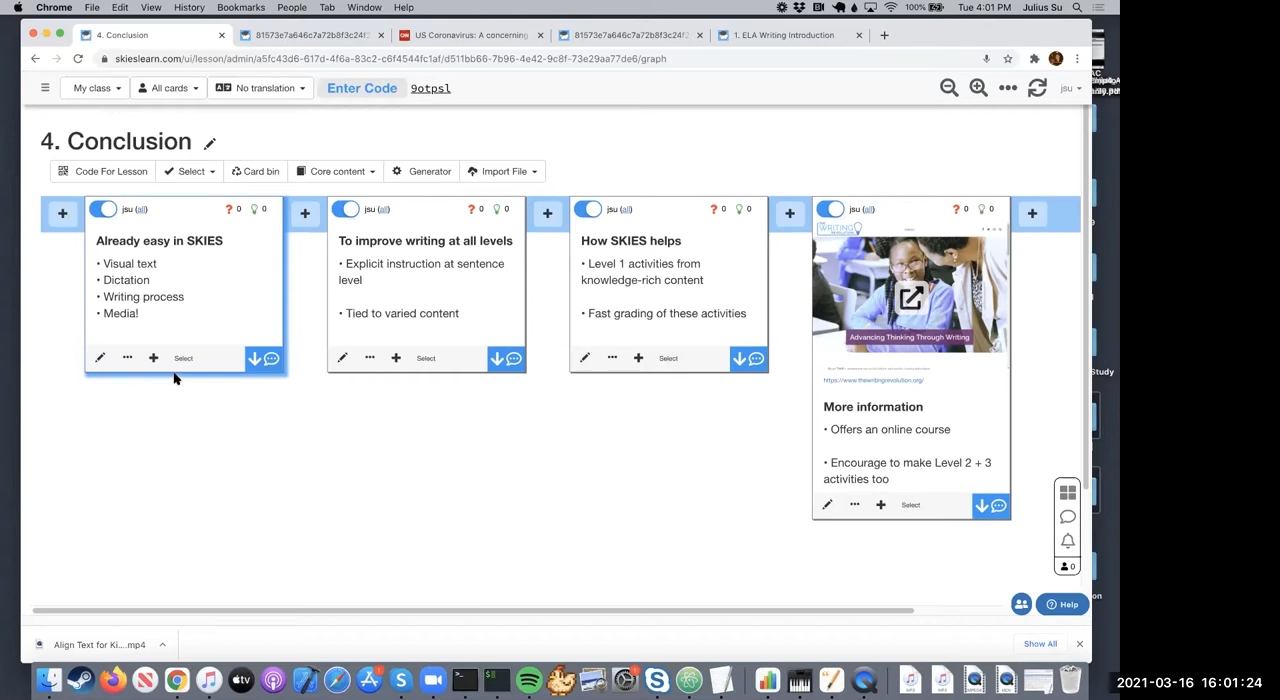 Chrome File Edit View History Bookmarks People Tab Window Help
100% Tue 4:01 PM Julius Su
4. Conclusion
81573e7a646c7a72b8f3c24f
US Coronavirus: A concerning
81573e7a646c7a72b8f3c24f
1. ELA Writing Introduction
skieslearn.com/ui/lesson/admin/a5fc43d6-617d-4f6a-83c2-c6f4544fc1af/d511bb66-7b96-4e42-9c8f-73e29aa77de6/graph
My class All cards No translation Enter Code 9otpsl
jsu
4. Conclusion
Code For Lesson Select Card bin Core content Generator Import File
jsu (all) ? 0 0
Already easy in SKIES
• Visual text
• Dictation
• Writing process
• Media!
Select
jsu (all) ? 0 0
To improve writing at all levels
• Explicit instruction at sentence
level
• Tied to varied content
Select
jsu (all) ? 0 0
How SKIES helps
• Level 1 activities from
knowledge-rich content
• Fast grading of these activities
Select
jsu (all) ? 0 0
WRITING
Advancing Thinking Through Writing
https://www.thewritingrevolution.org/
More information
• Offers an online course
• Encourage to make Level 2 + 3
activities too
Select
0
Help
Study
Align Text for Ki....mp4
Show All
2021-03-16 16:01:24